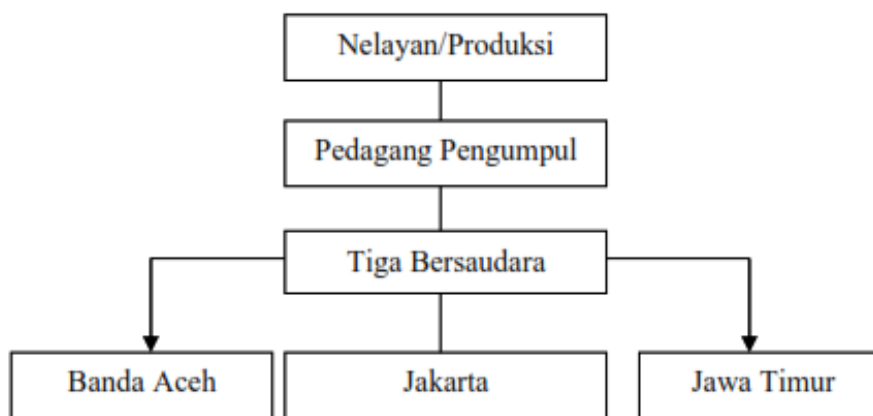 Nelayan/Produksi
Pedagang Pengumpul
Tiga Bersaudara
Banda Aceh
Jakarta
Jawa Timur